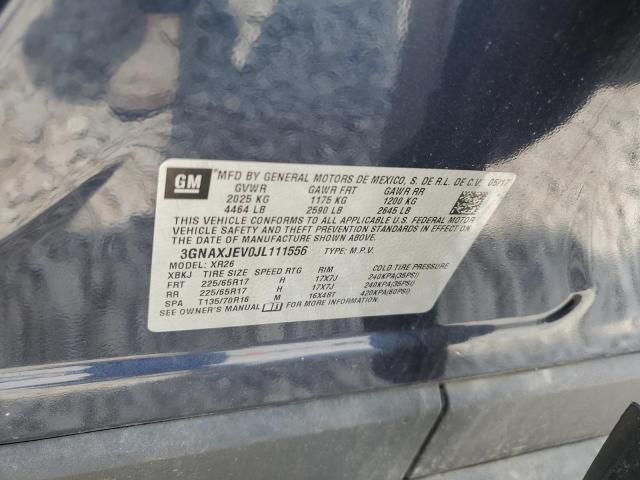 GM
MFD BY GENERAL MOTORS DE MEXICO, S. DE R.L. DE C.V. 05/17
GVWR GAWR FRT GAWR RR
2025 KG 1175 KG 1200 KG
4464 LB 2590 LB 2645 LB
THIS VEHICLE CONFORMS TO ALL APPLICABLE U.S. FEDERAL MOTOR
VEHICLE SAFETY AND THEFT PREVENTION STANDARDS IN EFFECT
ON THE DATE OF MANUFACTURE SHOWN ABOVE.
3GNAXJEV0JL111556 TYPE: M.P.V.
MODEL: XR26
XBKJ TIRE SIZE SPEED RTG RIM COLD TIRE PRESSURE
FRT 225/65R17 H 17X7J 240KPA(35PSI)
RR 225/65R17 H 17X7J 240KPA(35PSI)
SPA T135/70R16 M 16X4BT 420KPA(60PSI)
SEE OWNER'S MANUAL FOR MORE INFORMATION.